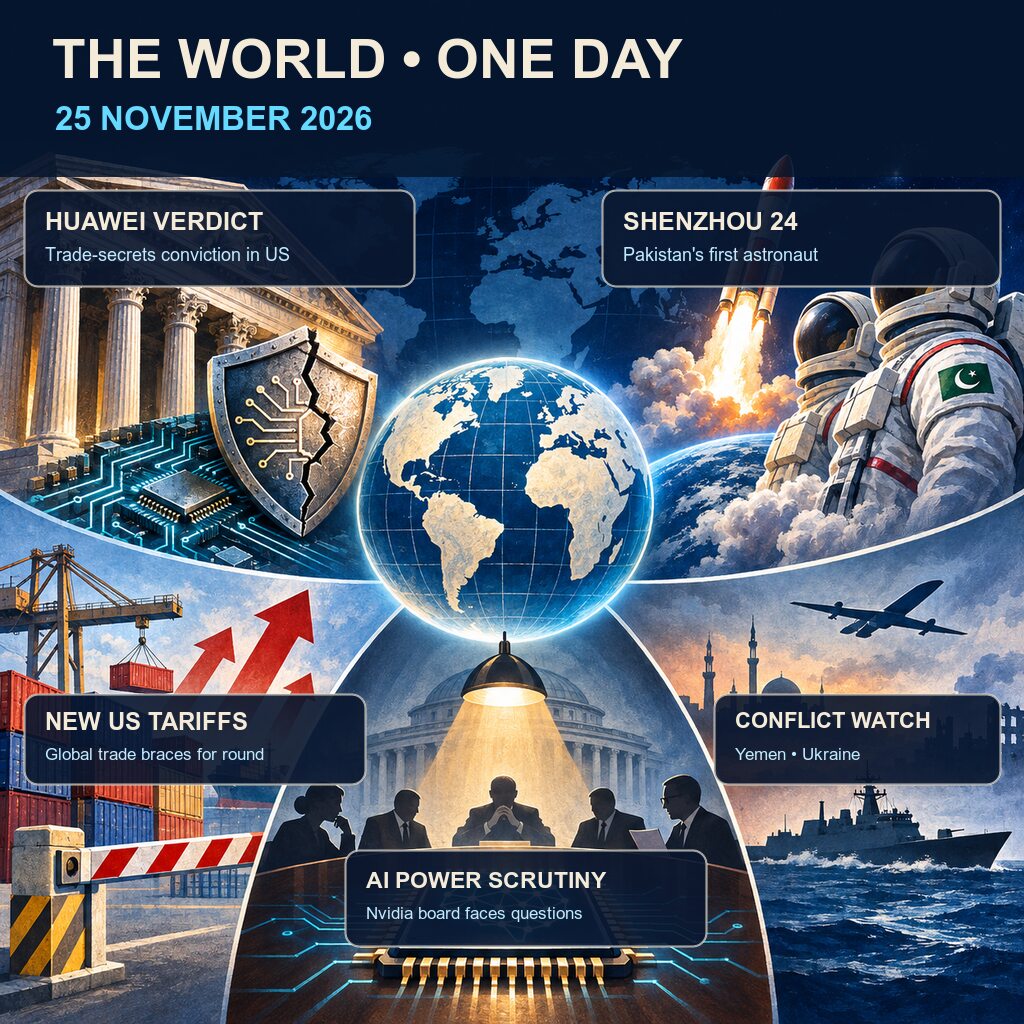 THE WORLD • ONE DAY
25 NOVEMBER 2026
HUAWEI VERDICT
Trade-secrets conviction in US
SHENZHOU 24
Pakistan's first astronaut
NEW US TARIFFS
Global trade braces for round
CONFLICT WATCH
Yemen • Ukraine
AI POWER SCRUTINY
Nvidia board faces questions